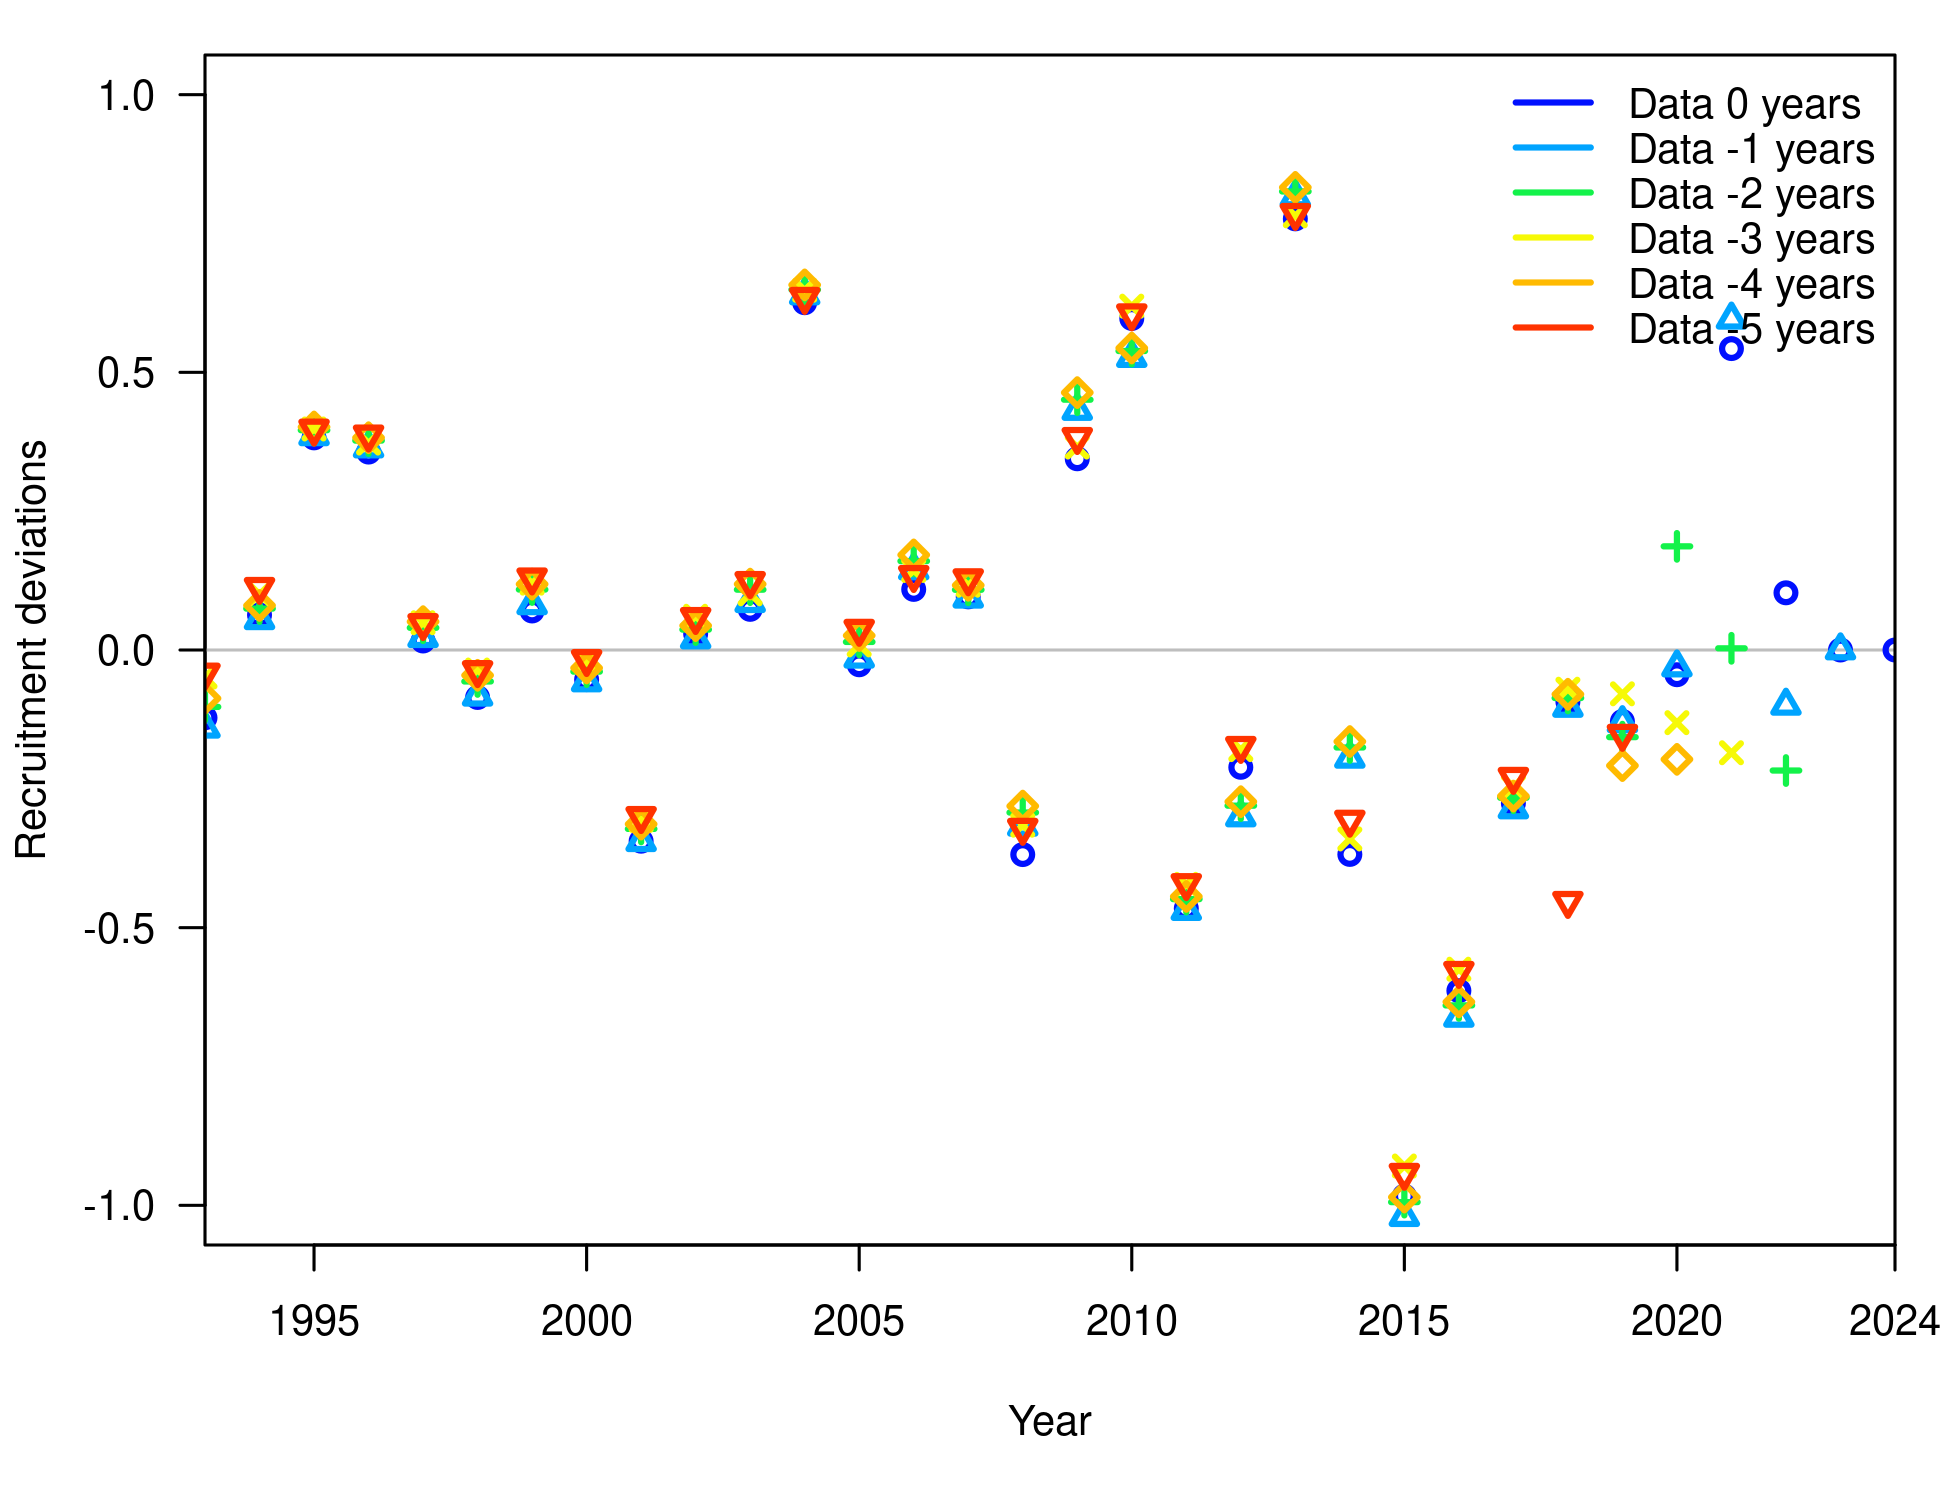 1.0
0.5
0.0
-0.5
-1.0
Recruitment deviations
Data 0 years
Data -1 years
Data -2 years
Data -3 years
Data -4 years
Data -5 years
1995 2000 2005 2010 2015 2020 2024
Year